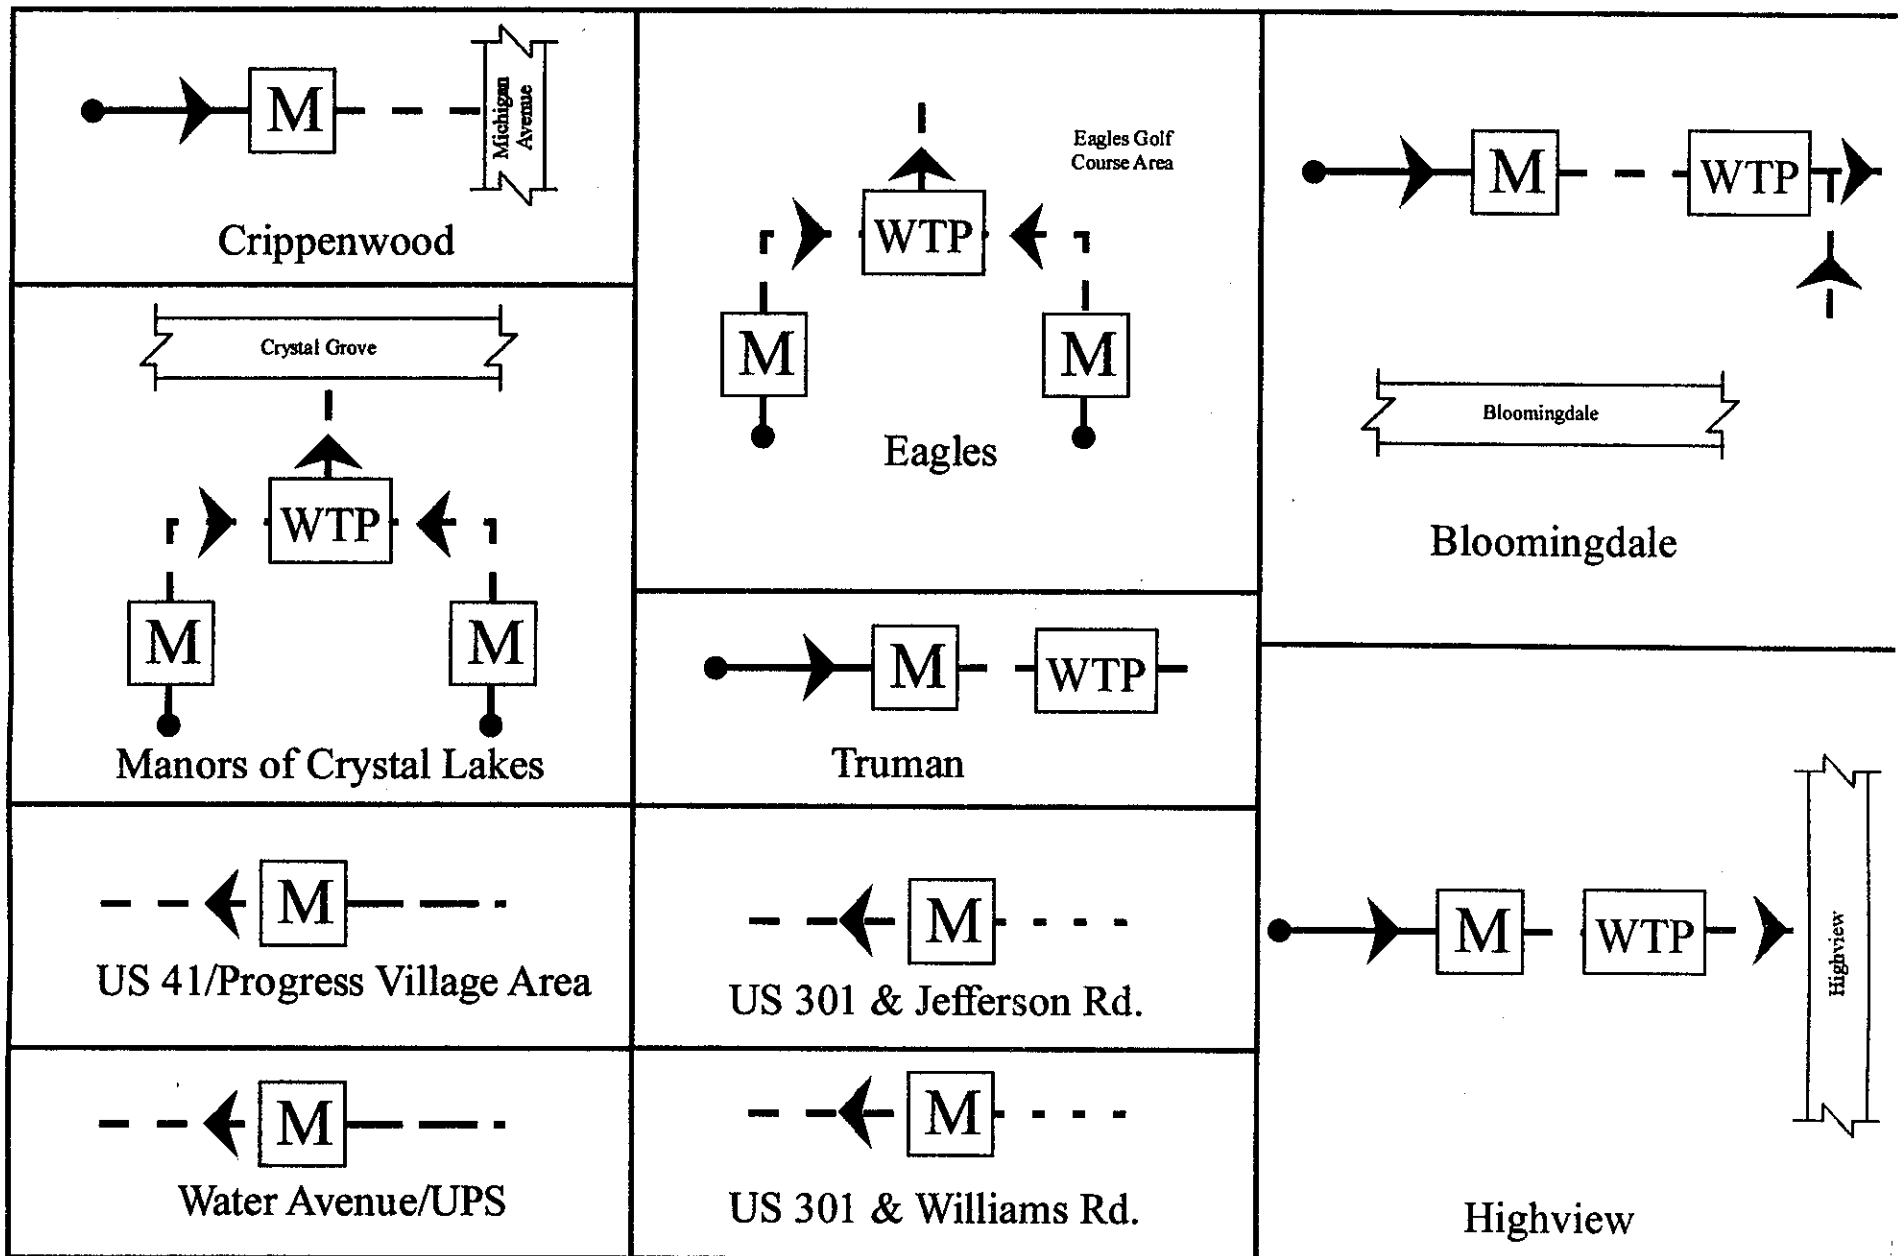 M
Michigan
Avenue
Crippenwood
Eagles Golf
Course Area
WTP
M
M
Eagles
M
WTP
Bloomingdale
Bloomingdale
Crystal Grove
WTP
M
M
Manors of Crystal Lakes
M
WTP
Truman
M
US 41/Progress Village Area
M
US 301 & Jefferson Rd.
M
WTP
Highview
Highview
M
Water Avenue/UPS
M
US 301 & Williams Rd.